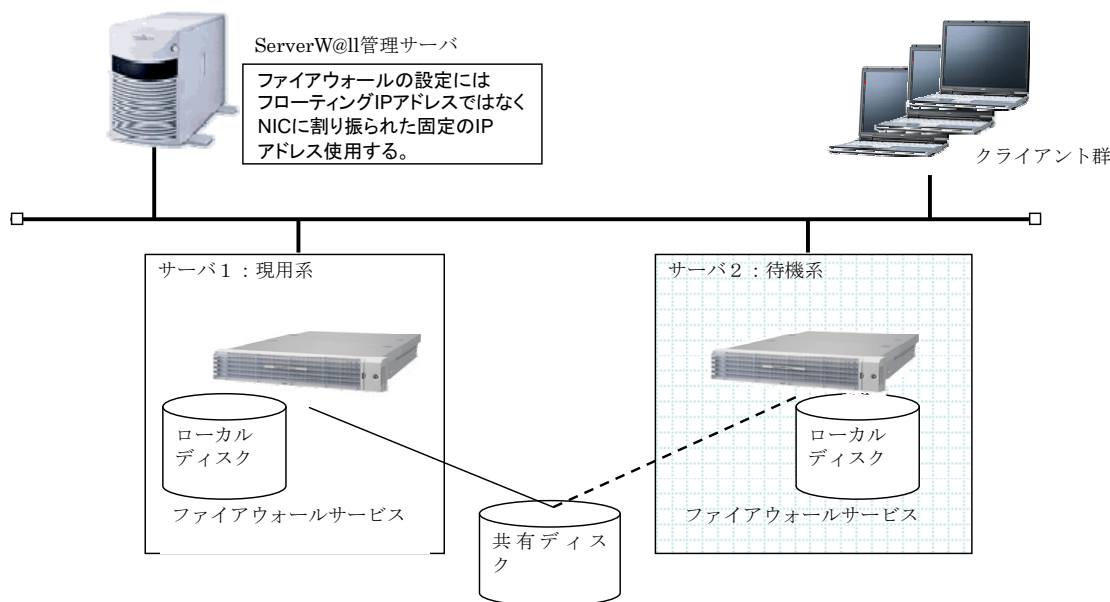 ServerW@ll管理サーバ
ファイアウォールの設定には
フローティングIPアドレスではなく
NICに割り振られた固定のIP
アドレス使用する。
クライアント群
サーバ１：現用系
ローカル
ディスク
ファイアウォールサービス
サーバ２：待機系
ローカル
ディスク
ファイアウォールサービス
共有ディス
ク